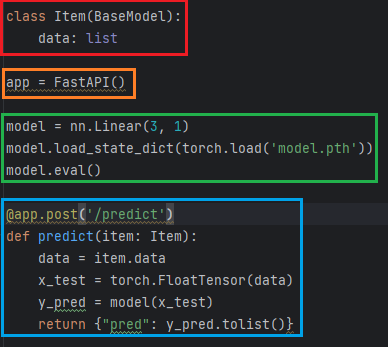 class Item(BaseModel):
    data: list
app = FastAPI()
model = nn.Linear(3, 1)
model.load_state_dict(torch.load('model.pth'))
model.eval()
@app.post('/predict')
def predict(item: Item):
    data = item.data
    x_test = torch.FloatTensor(data)
    y_pred = model(x_test)
    return {"pred": y_pred.tolist()}